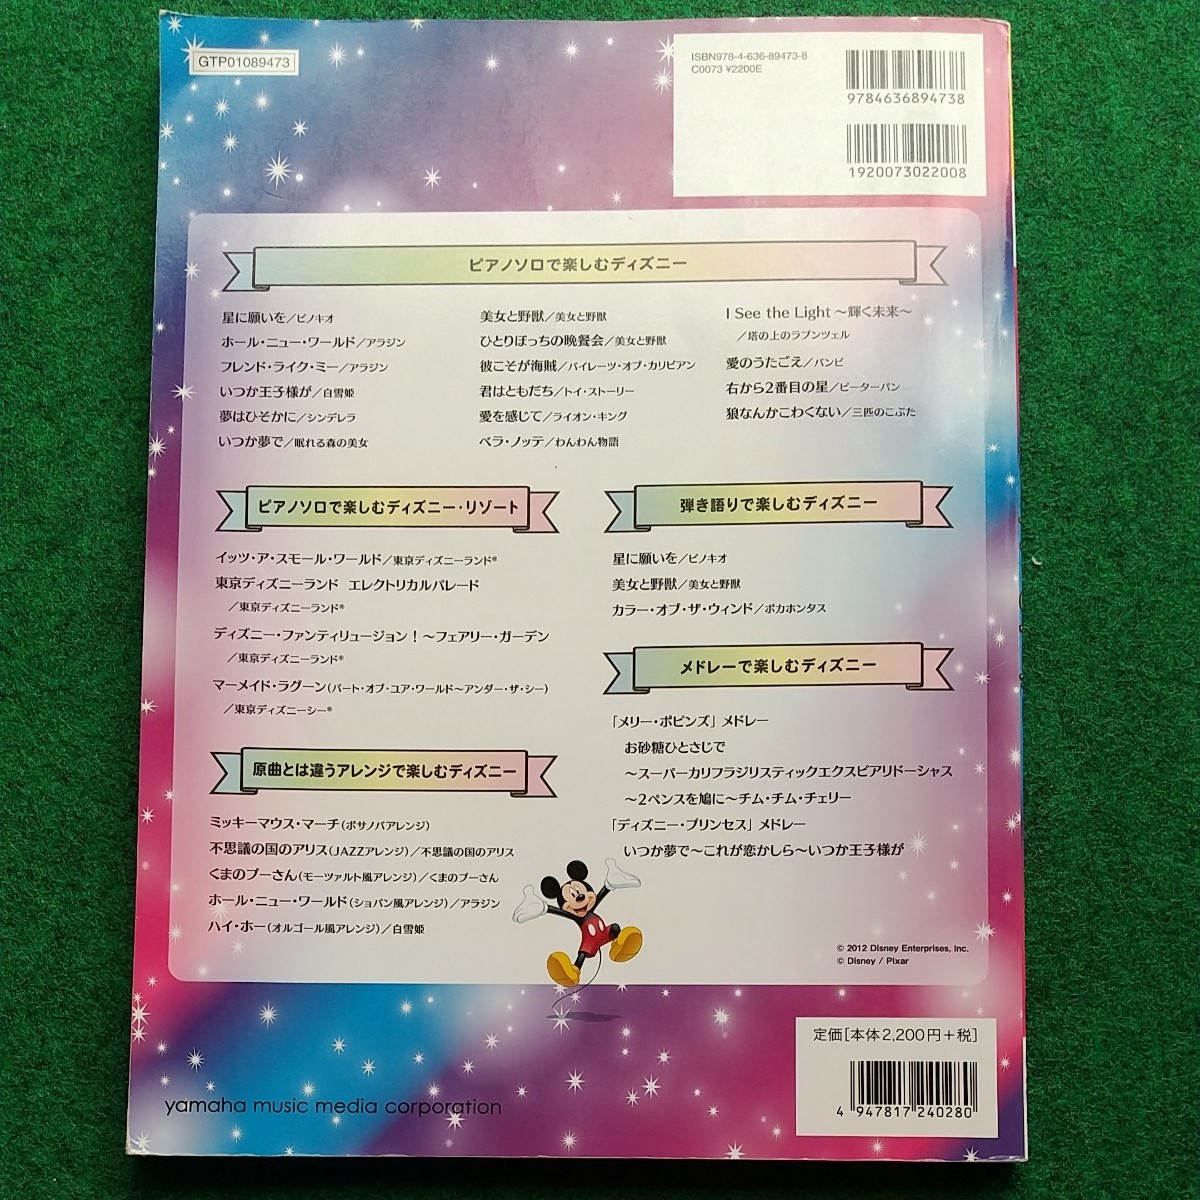 GTP01089473
ISBN978-4-636-89473-8
C0073 ¥2200E
9784636894738
1920073022008
ピアノソロで楽しむディズニー
星に願いを/ピノキオ
ホール・ニュー・ワールド/アラジン
フレンド・ライク・ミー/アラジン
いつか王子様が/白雪姫
夢はひそかに/シンデレラ
いつか夢で/眠れる森の美女
美女と野獣/美女と野獣
ひとりぼっちの晩餐会/美女と野獣
彼こそが海賊/パイレーツ・オブ・カリビアン
君はともだち/トイ・ストーリー
愛を感じて/ライオン・キング
ベラ・ノッテ/わんわん物語
I See the Light ～輝く未来～
/塔の上のラプンツェル
愛のうたごえ/バンビ
右から2番目の星/ピーターパン
狼なんかこわくない/三匹のこぶた
ピアノソロで楽しむディズニー・リゾート
イッツ・ア・スモール・ワールド/東京ディズニーランド®
東京ディズニーランド エレクトリカルパレード
/東京ディズニーランド®
ディズニー・ファンティリュージョン！～フェアリー・ガーデン
/東京ディズニーランド®
マーメイド・ラグーン(パート・オブ・ユア・ワールド～アンダー・ザ・シー)
/東京ディズニーシー®
原曲とは違うアレンジで楽しむディズニー
ミッキーマウス・マーチ(ボサノバアレンジ)
不思議の国のアリス(JAZZアレンジ)/不思議の国のアリス
くまのプーさん(モーツァルト風アレンジ)/くまのプーさん
ホール・ニュー・ワールド(ショパン風アレンジ)/アラジン
ハイ・ホー(オルゴール風アレンジ)/白雪姫
弾き語りで楽しむディズニー
星に願いを/ピノキオ
美女と野獣/美女と野獣
カラー・オブ・ザ・ウィンド/ポカホンタス
メドレーで楽しむディズニー
「メリー・ポピンズ」メドレー
お砂糖ひとさじで
～スーパーカリフラジリスティックエクスピアリドーシャス
～2ペンスを鳩に～チム・チム・チェリー
「ディズニー・プリンセス」メドレー
いつか夢で～これが恋かしら～いつか王子様が
© 2012 Disney Enterprises, Inc.
© Disney / Pixar
定価[本体2,200円+税]
4 947817 240280
yamaha music media corporation